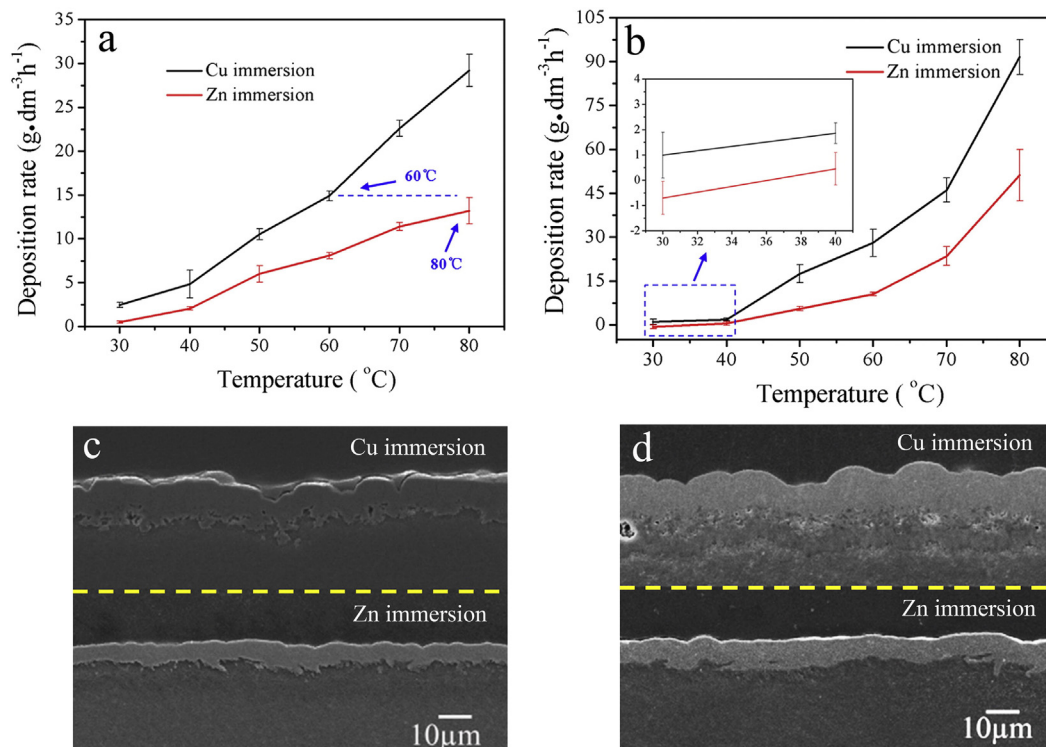 a
Cu immersion
Zn immersion
60℃
80℃
35
30
25
20
15
10
5
0
30 40 50 60 70 80
Temperature ( °C)
Deposition rate (g•dm⁻³h⁻¹)
b
Cu immersion
Zn immersion
4
3
2
1
0
-1
-2
30 32 34 36 38 40
105
90
75
60
45
30
15
0
30 40 50 60 70 80
Temperature ( °C)
Deposition rate (g•dm⁻³h⁻¹)
c
Cu immersion
Zn immersion
10μm
d
Cu immersion
Zn immersion
10μm